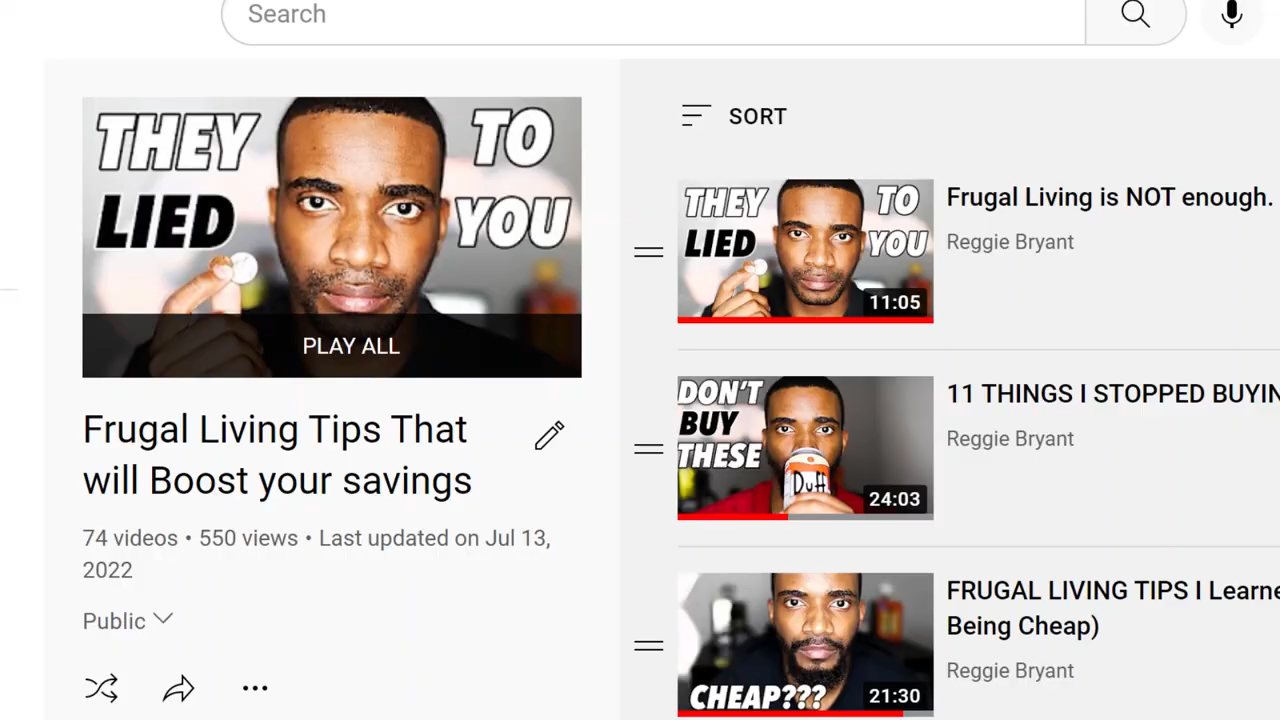 Search
THEY TO
LIED YOU
PLAY ALL
Frugal Living Tips That
will Boost your savings
74 videos • 550 views • Last updated on Jul 13,
2022
Public
SORT
THEY TO
LIED YOU
11:05
Frugal Living is NOT enough.
Reggie Bryant
DON'T
BUY
THESE
Duff
24:03
11 THINGS I STOPPED BUYIN
Reggie Bryant
CHEAP???
21:30
FRUGAL LIVING TIPS I Learne
Being Cheap)
Reggie Bryant